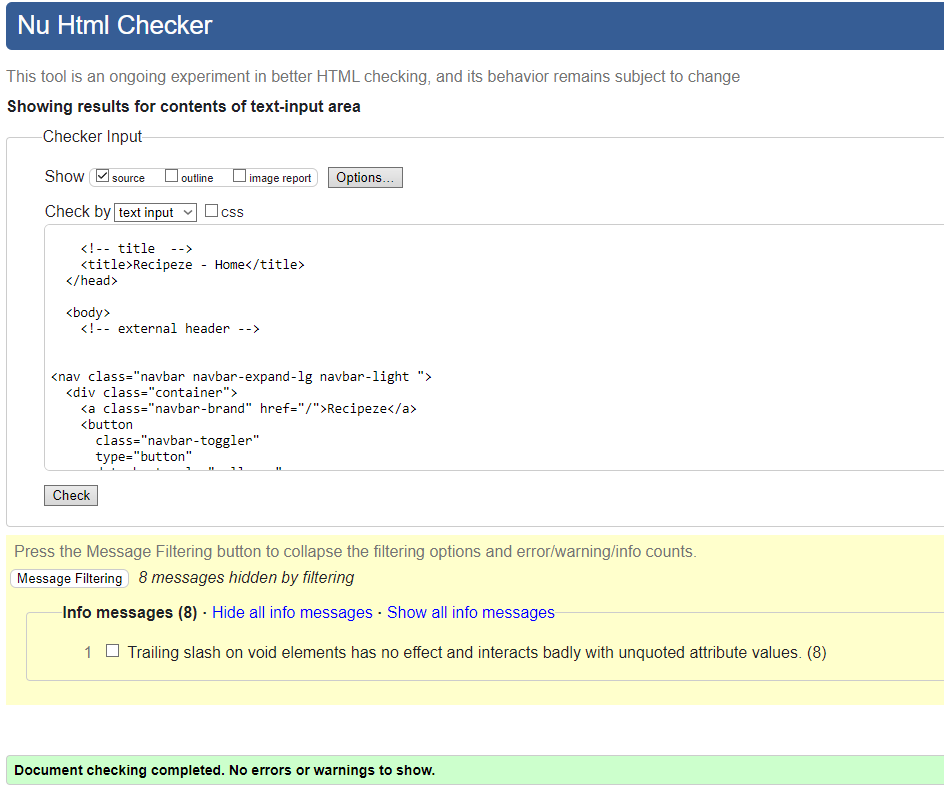 Nu Html Checker
This tool is an ongoing experiment in better HTML checking, and its behavior remains subject to change
Showing results for contents of text-input area
Checker Input
Show source outline image report Options...
Check by text input css
<!-- title  -->
<title>Recipeze - Home</title>
</head>
<body>
<!-- external header -->
<nav class="navbar navbar-expand-lg navbar-light ">
<div class="container">
<a class="navbar-brand" href="/">Recipeze</a>
<button
class="navbar-toggler"
type="button"
Check
Press the Message Filtering button to collapse the filtering options and error/warning/info counts.
Message Filtering 8 messages hidden by filtering
Info messages (8) · Hide all info messages · Show all info messages
1 Trailing slash on void elements has no effect and interacts badly with unquoted attribute values. (8)
Document checking completed. No errors or warnings to show.